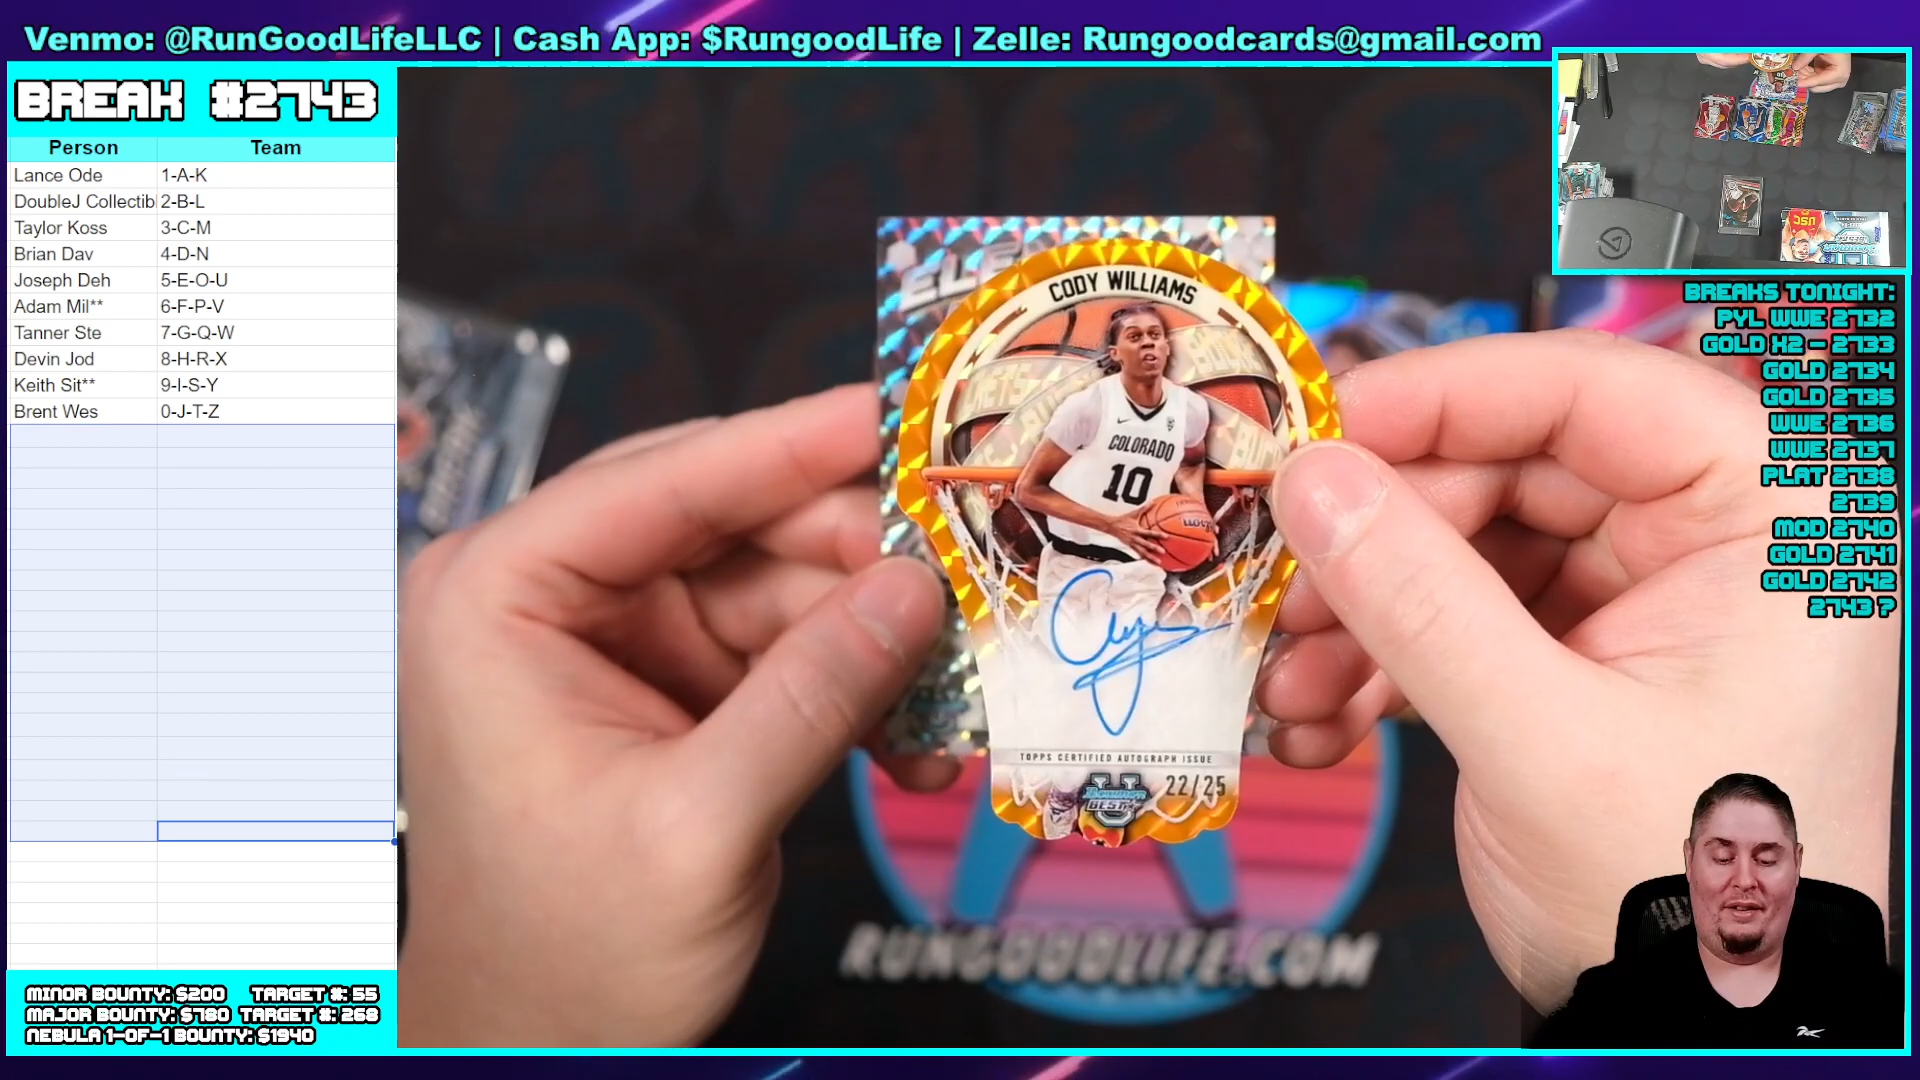 Venmo: @RunGoodLifeLLC | Cash App: $RungoodLife | Zelle: Rungoodcards@gmail.com
BREAK #2743
Person Team
Lance Ode 1-A-K
DoubleJ Collectib 2-B-L
Taylor Koss 3-C-M
Brian Dav 4-D-N
Joseph Deh 5-E-O-U
Adam Mil** 6-F-P-V
Tanner Ste 7-G-Q-W
Devin Jod 8-H-R-X
Keith Sit** 9-I-S-Y
Brent Wes 0-J-T-Z
MINOR BOUNTY: $200 TARGET #: 55
MAJOR BOUNTY: $780 TARGET #: 268
NEBULA 1-OF-1 BOUNTY: $1940
CODY WILLIAMS
COLORADO
10
TOPPS CERTIFIED AUTOGRAPH ISSUE
BEST
22/25
RUNGOODLIFE.COM
BREAKS TONIGHT:
PYL WWE 2732
GOLD X2 - 2733
GOLD 2734
GOLD 2735
WWE 2736
WWE 2737
PLAT 2738
2739
MOD 2740
GOLD 2741
GOLD 2742
2743 ?